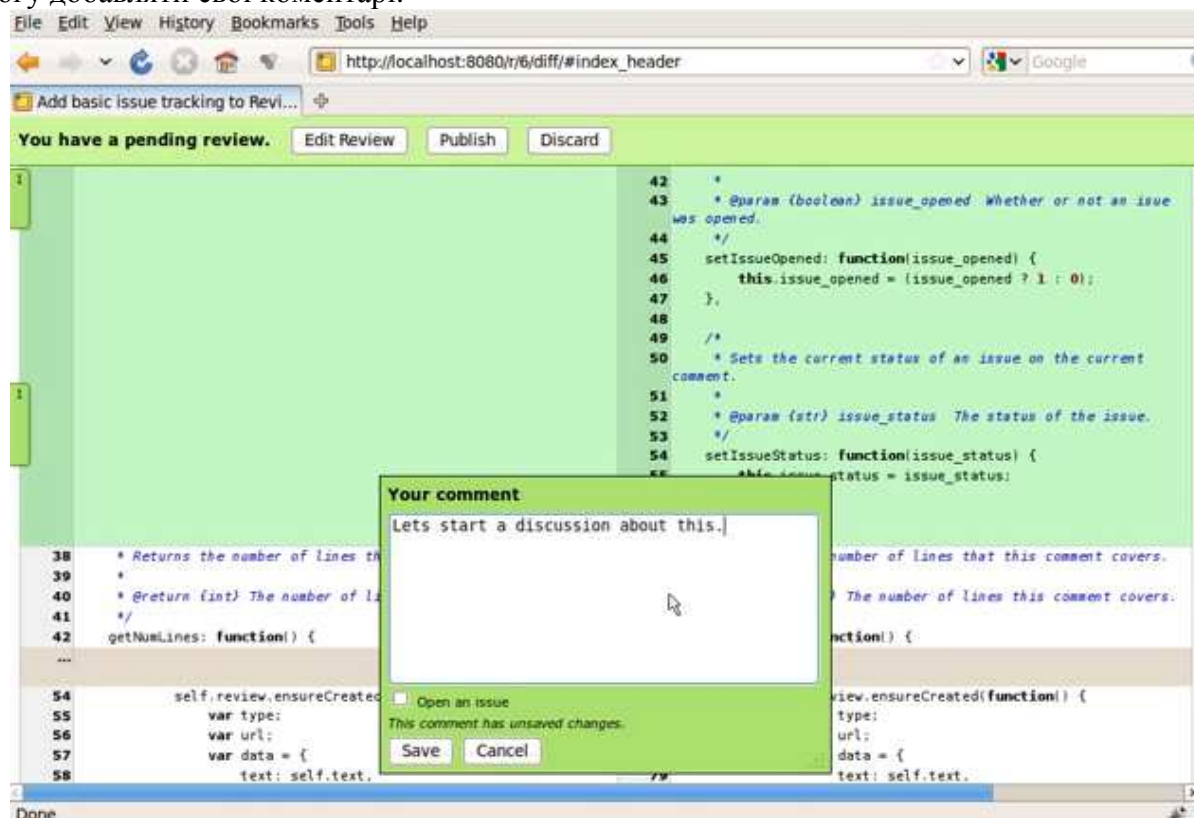 добавляти свої коментарі.
File Edit View History Bookmarks Tools Help
http://localhost:8080/r/6/diff/#index_header
Google
Add basic issue tracking to Revi...
You have a pending review. Edit Review Publish Discard
1
42 *
43 * @param {boolean} issue_opened Whether or not an isue
was opened.
44 */
45 setIssueOpened: function(issue_opened) {
46 this.issue_opened = (issue_opened ? 1 : 0);
47 },
48
49 /*
50 * Sets the current status of an issue on the current
comment.
1
51 *
52 * @param {str} issue_status The status of the issue.
53 */
54 setIssueStatus: function(issue_status) {
status = issue_status;
Your comment
Lets start a discussion about this.
38 * Returns the number of lines th
number of lines that this comment covers.
39 *
40 * @return {int} The number of li
The number of lines this comment covers.
41 */
42 getNumLines: function() {
nction() {
...
54 self.review.ensureCreated
view.ensureCreated(function() {
Open an issue
55 var type;
type;
This comment has unsaved changes.
56 var url;
url;
Save Cancel
57 var data = {
data = {
58 text: self.text,
79 text: self.text,
Done